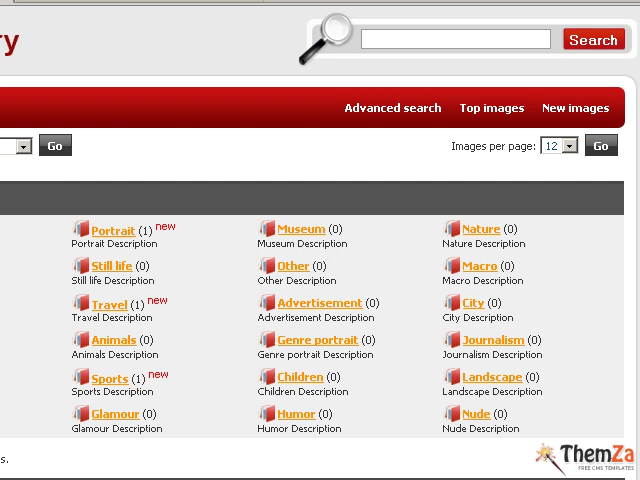 ry
Search
Advanced search Top images New images
Go Images per page: 12 Go
Portrait (1) new Museum (0) Nature (0)
Portrait Description Museum Description Nature Description
Still life (0) Other (0) Macro (0)
Still life Description Other Description Macro Description
Travel (1) new Advertisement (0) City (0)
Travel Description Advertisement Description City Description
Animals (0) Genre portrait (0) Journalism (0)
Animals Description Genre portrait Description Journalism Description
Sports (1) new Children (0) Landscape (0)
Sports Description Children Description Landscape Description
Glamour (0) Humor (0) Nude (0)
Glamour Description Humor Description Nude Description
s.
ThemZa
FREE CMS TEMPLATES